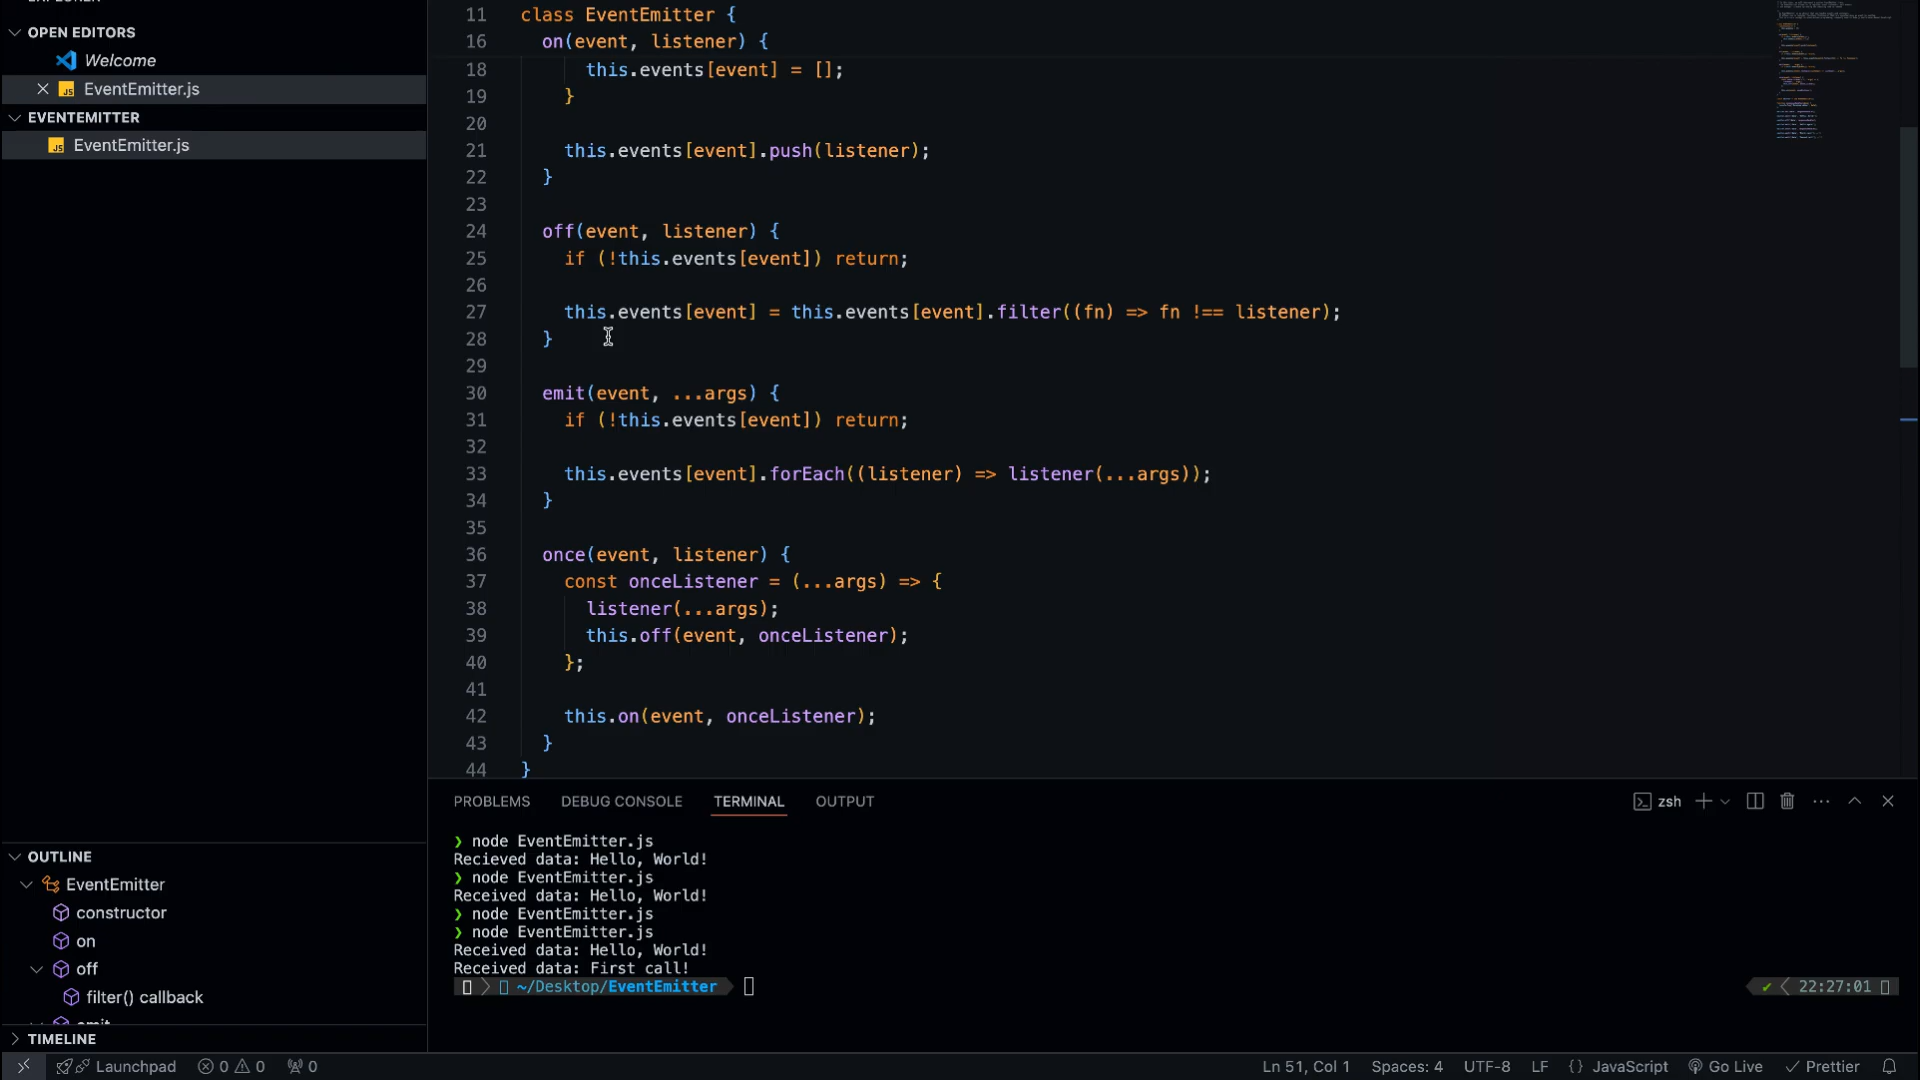 OPEN EDITORS
Welcome
JS EventEmitter.js
EVENTEMITTER
JS EventEmitter.js
11 class EventEmitter {
16 on(event, listener) {
18 this.events[event] = [];
19 }
20
21 this.events[event].push(listener);
22 }
23
24 off(event, listener) {
25 if (!this.events[event]) return;
26
27 this.events[event] = this.events[event].filter((fn) => fn !== listener);
28 }
29
30 emit(event, ...args) {
31 if (!this.events[event]) return;
32
33 this.events[event].forEach((listener) => listener(...args));
34 }
35
36 once(event, listener) {
37 const onceListener = (...args) => {
38 listener(...args);
39 this.off(event, onceListener);
40 };
41
42 this.on(event, onceListener);
43 }
44 }
PROBLEMS DEBUG CONSOLE TERMINAL OUTPUT zsh
❯ node EventEmitter.js
Recieved data: Hello, World!
❯ node EventEmitter.js
Received data: Hello, World!
❯ node EventEmitter.js
❯ node EventEmitter.js
Received data: Hello, World!
Received data: First call!
~/Desktop/EventEmitter 22:27:01
OUTLINE
EventEmitter
constructor
on
off
filter() callback
TIMELINE
Launchpad 0 0 0 Ln 51, Col 1 Spaces: 4 UTF-8 LF {} JavaScript Go Live Prettier